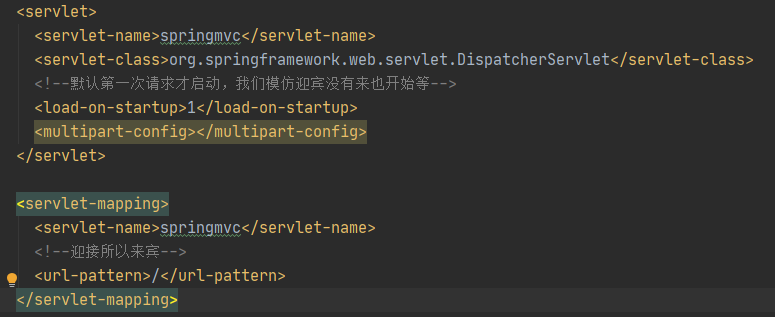 <servlet>
<servlet-name>springmvc</servlet-name>
<servlet-class>org.springframework.web.servlet.DispatcherServlet</servlet-class>
<!--默认第一次请求才启动，我们模仿迎宾没有来也开始等-->
<load-on-startup>1</load-on-startup>
<multipart-config></multipart-config>
</servlet>
<servlet-mapping>
<servlet-name>springmvc</servlet-name>
<!--迎接所以来宾-->
<url-pattern>/</url-pattern>
</servlet-mapping>